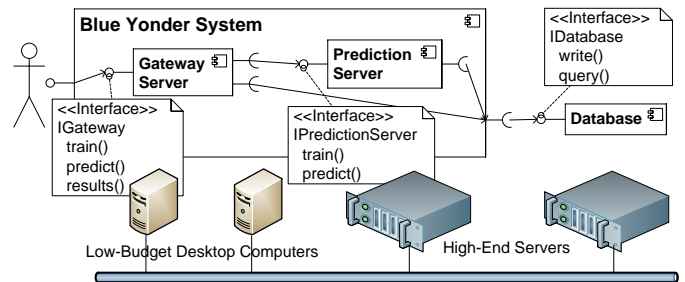 Blue Yonder System
Gateway
Server
Prediction
Server
<<Interface>>
IDatabase
write()
query()
Database
<<Interface>>
IGateway
train()
predict()
results()
<<Interface>>
IPredictionServer
train()
predict()
Low-Budget Desktop Computers
High-End Servers